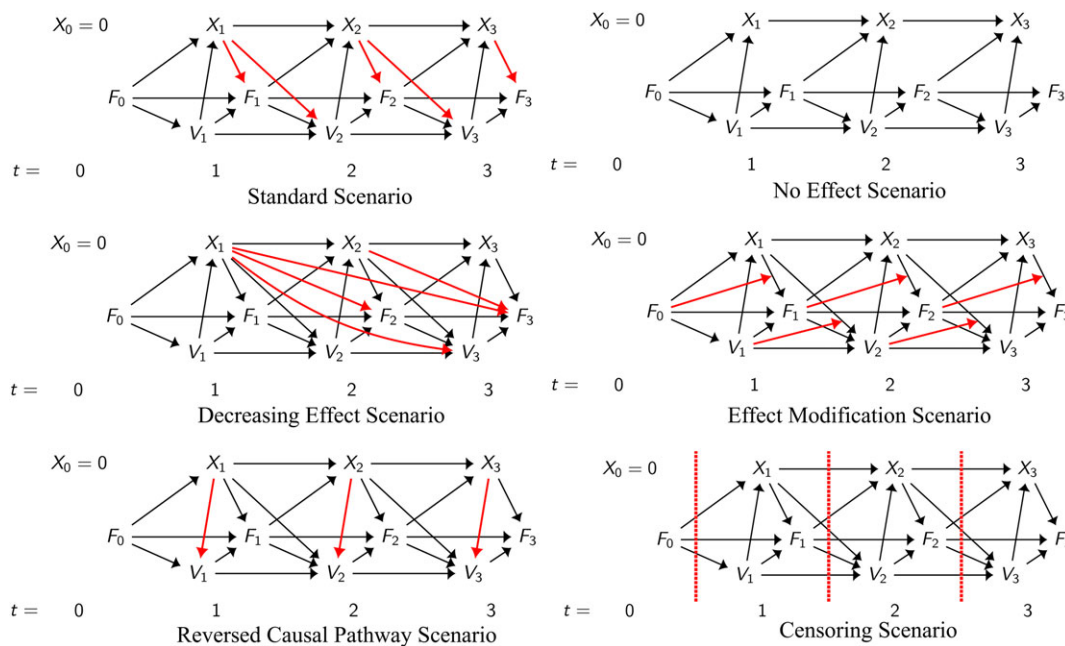 X₀ = 0 X₁ X₂ X₃
F₀ F₁ F₂ F₃
V₁ V₂ V₃
t = 0 1 2 3
Standard Scenario
X₀ = 0 X₁ X₂ X₃
F₀ F₁ F₂ F₃
V₁ V₂ V₃
t = 0 1 2 3
No Effect Scenario
X₀ = 0 X₁ X₂ X₃
F₀ F₁ F₂ F₃
V₁ V₂ V₃
t = 0 1 2 3
Decreasing Effect Scenario
X₀ = 0 X₁ X₂ X₃
F₀ F₁ F₂
V₁ V₂ V₃
t = 0 1 2 3
Effect Modification Scenario
X₀ = 0 X₁ X₂ X₃
F₀ F₁ F₂ F₃
V₁ V₂ V₃
t = 0 1 2 3
Reversed Causal Pathway Scenario
X₀ = 0 X₁ X₂ X₃
F₀ F₁ F₂
V₁ V₂ V₃
t = 0 1 2 3
Censoring Scenario